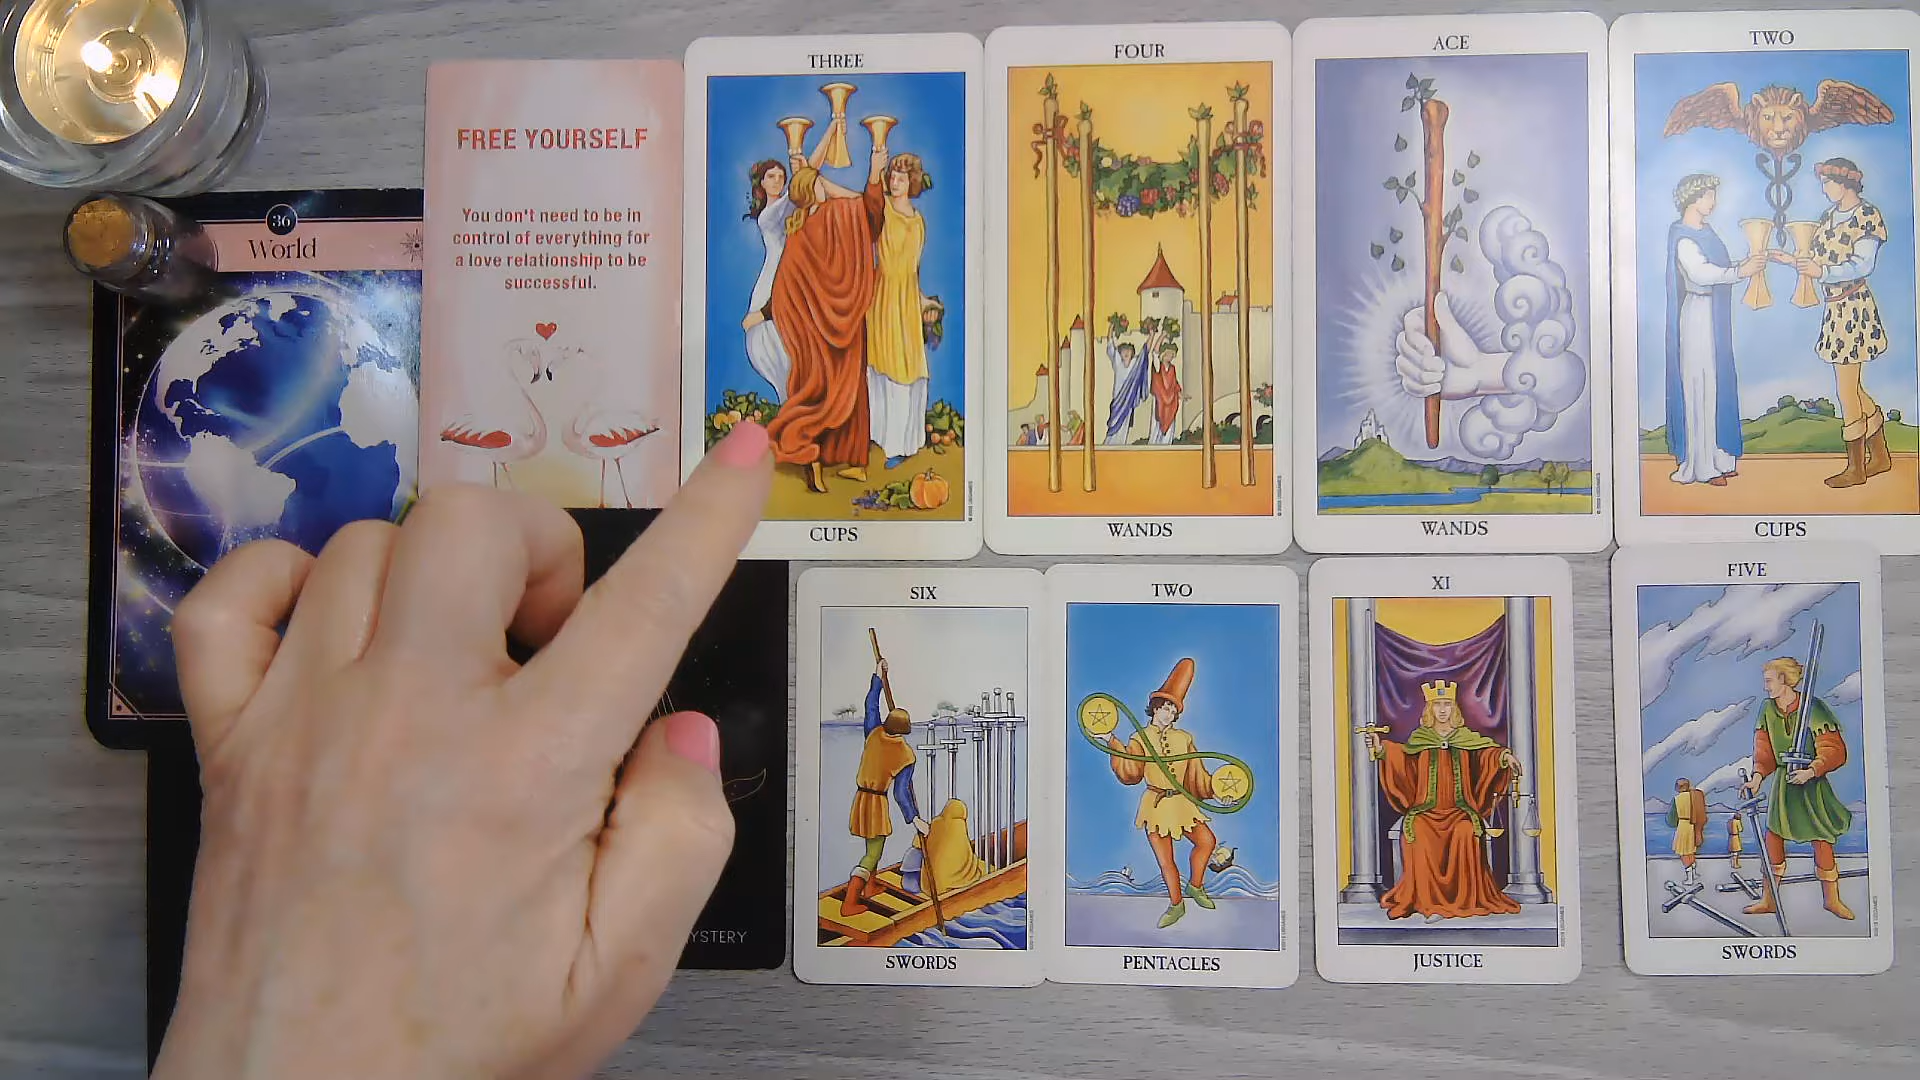 36
World
FREE YOURSELF
You don't need to be in
control of everything for
a love relationship to be
successful.
THREE
CUPS
FOUR
WANDS
ACE
WANDS
TWO
CUPS
YSTERY
SIX
SWORDS
TWO
PENTACLES
XI
JUSTICE
FIVE
SWORDS